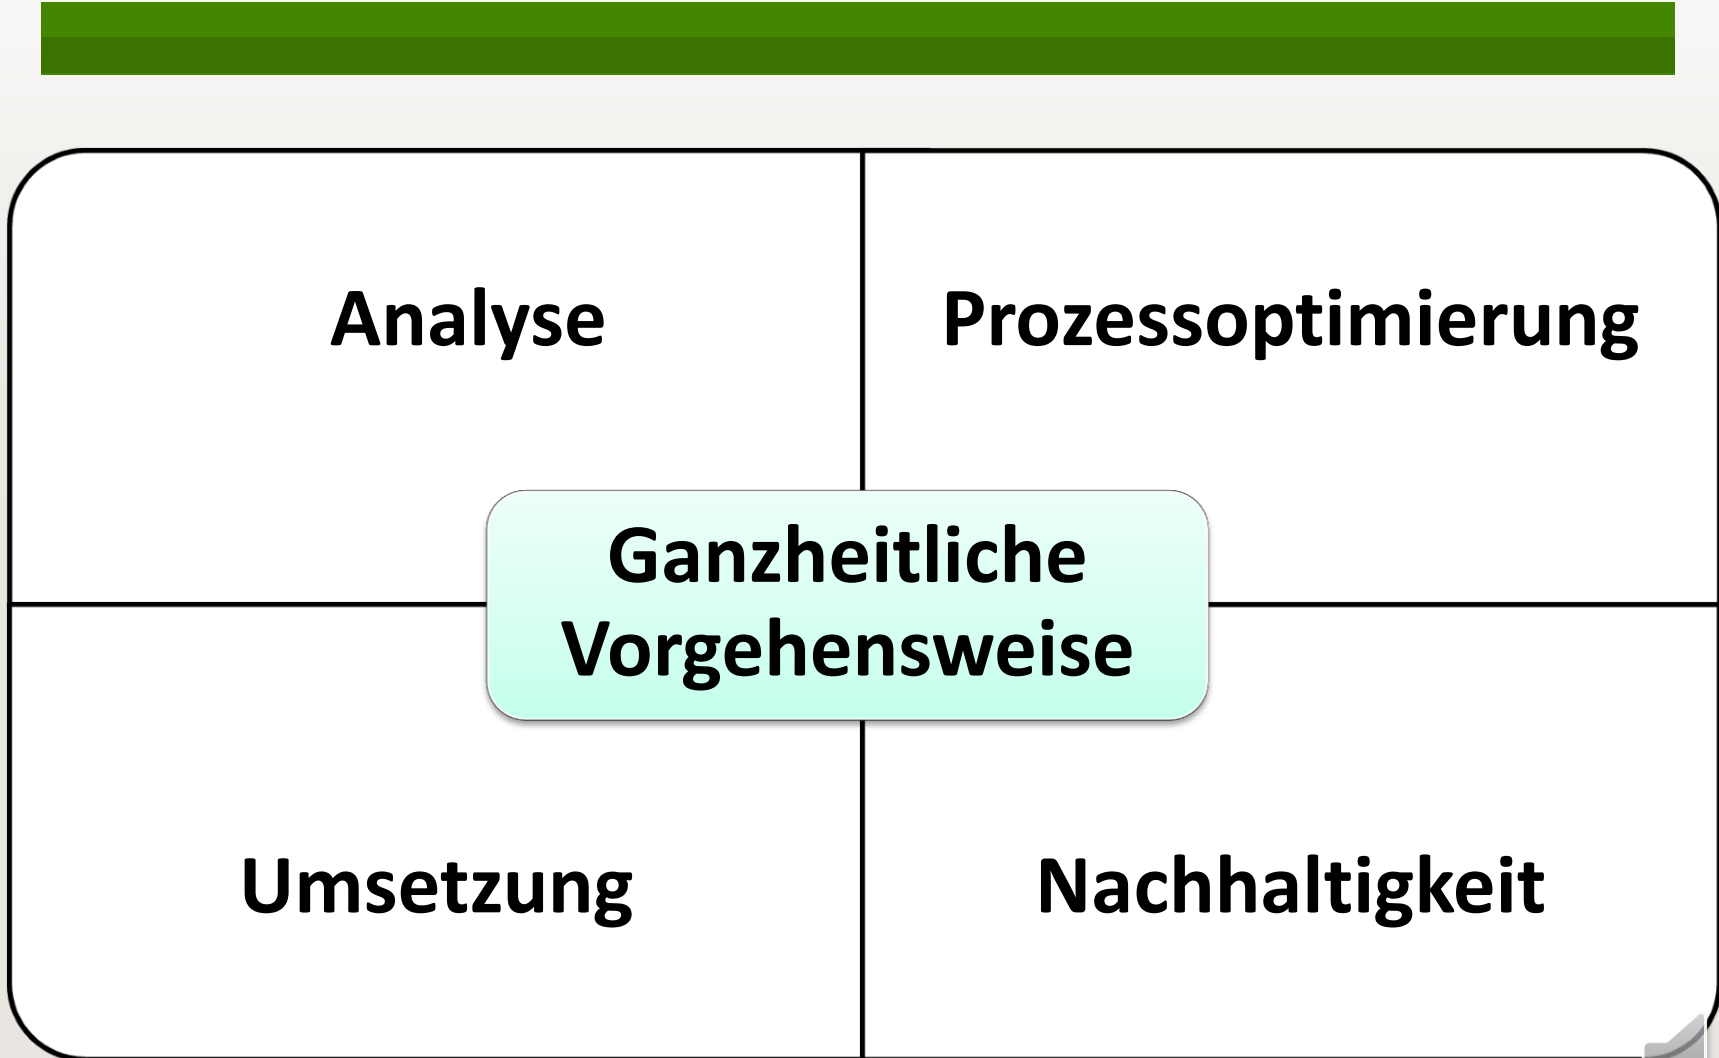 Analyse
Prozessoptimierung
Ganzheitliche
Vorgehensweise
Umsetzung
Nachhaltigkeit